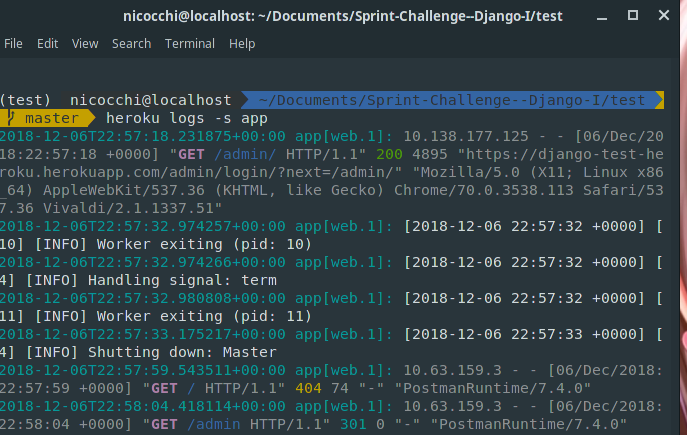 nicocchi@localhost: ~/Documents/Sprint-Challenge--Django-I/test
File Edit View Search Terminal Help
(test) nicocchi@localhost ~/Documents/Sprint-Challenge--Django-I/test
master heroku logs -s app
2018-12-06T22:57:18.231875+00:00 app[web.1]: 10.138.177.125 - - [06/Dec/20
18:22:57:18 +0000] "GET /admin/ HTTP/1.1" 200 4895 "https://django-test-he
roku.herokuapp.com/admin/login/?next=/admin/" "Mozilla/5.0 (X11; Linux x86
_64) AppleWebKit/537.36 (KHTML, like Gecko) Chrome/70.0.3538.113 Safari/53
7.36 Vivaldi/2.1.1337.51"
2018-12-06T22:57:32.974257+00:00 app[web.1]: [2018-12-06 22:57:32 +0000] [
10] [INFO] Worker exiting (pid: 10)
2018-12-06T22:57:32.974266+00:00 app[web.1]: [2018-12-06 22:57:32 +0000] [
4] [INFO] Handling signal: term
2018-12-06T22:57:32.980808+00:00 app[web.1]: [2018-12-06 22:57:32 +0000] [
11] [INFO] Worker exiting (pid: 11)
2018-12-06T22:57:33.175217+00:00 app[web.1]: [2018-12-06 22:57:33 +0000] [
4] [INFO] Shutting down: Master
2018-12-06T22:57:59.543511+00:00 app[web.1]: 10.63.159.3 - - [06/Dec/2018:
22:57:59 +0000] "GET / HTTP/1.1" 404 74 "-" "PostmanRuntime/7.4.0"
2018-12-06T22:58:04.418114+00:00 app[web.1]: 10.63.159.3 - - [06/Dec/2018:
22:58:04 +0000] "GET /admin HTTP/1.1" 301 0 "-" "PostmanRuntime/7.4.0"